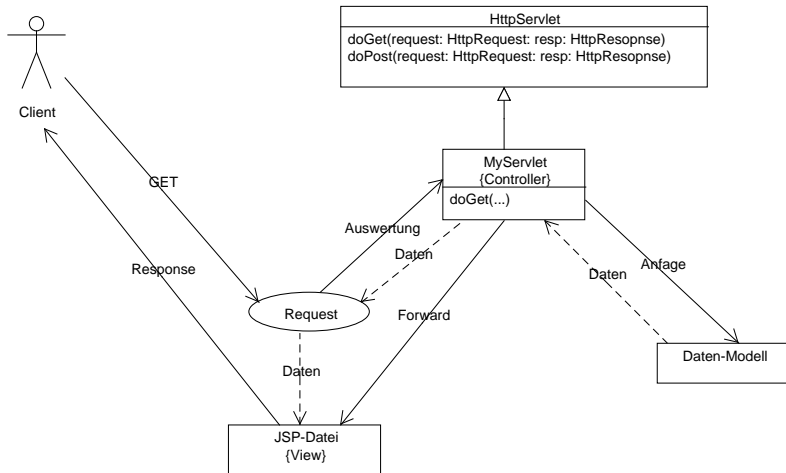 HttpServlet
doGet(request: HttpRequest: resp: HttpResopnse)
doPost(request: HttpRequest: resp: HttpResopnse)
Client
MyServlet
{Controller}
doGet(...)
GET
Auswertung
Daten
Response
Daten
Anfage
Request
Forward
Daten-Modell
Daten
JSP-Datei
{View}